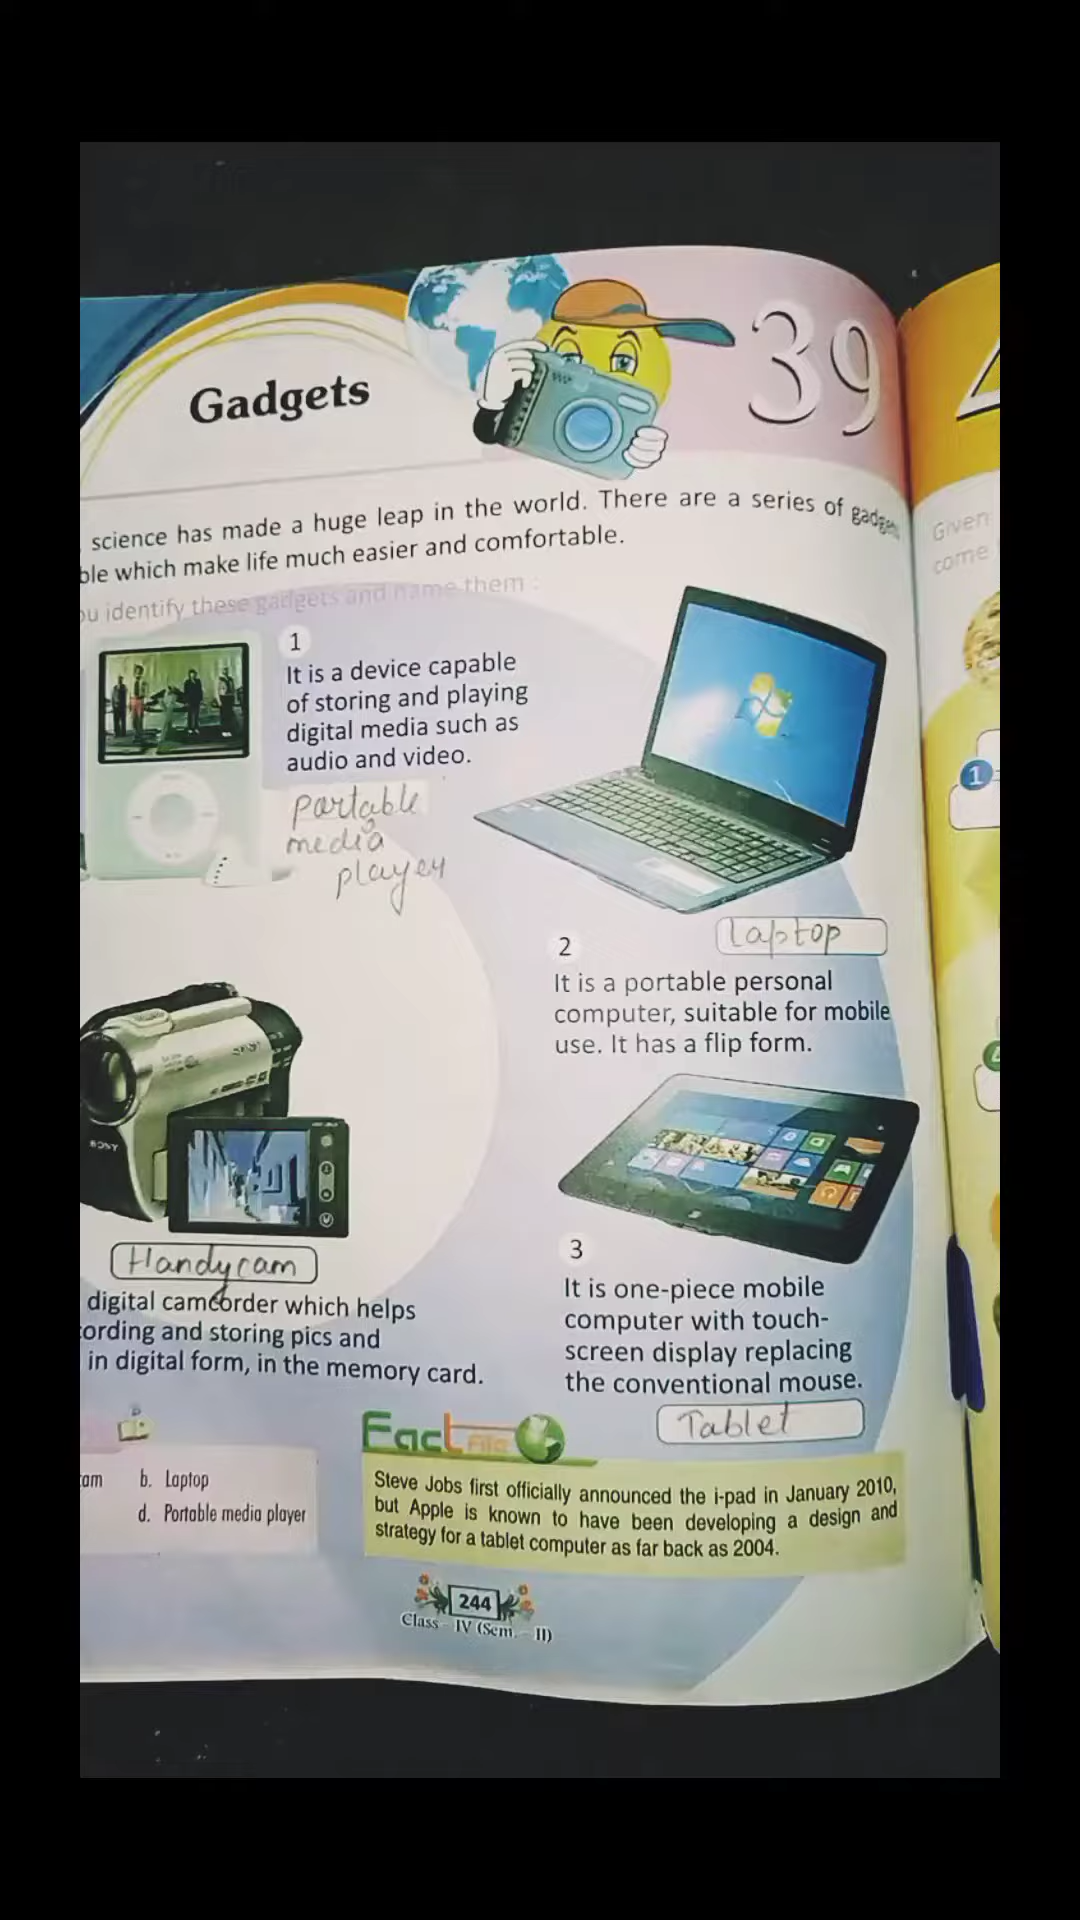 Gadgets
39
science has made a huge leap in the world. There are a series of gadgets
ble which make life much easier and comfortable.
ou identify these gadgets and name them :
1
It is a device capable
of storing and playing
digital media such as
audio and video.
portable
media
player
Laptop
2
It is a portable personal
computer, suitable for mobile
use. It has a flip form.
SONY
Handycam
digital camcorder which helps
cording and storing pics and
in digital form, in the memory card.
3
It is one-piece mobile
computer with touch-
screen display replacing
the conventional mouse.
Tablet
cam b. Laptop
d. Portable media player
Fact File
Steve Jobs first officially announced the i-pad in January 2010,
but Apple is known to have been developing a design and
strategy for a tablet computer as far back as 2004.
244
Class - IV (Sem. - II)
Given
come
1